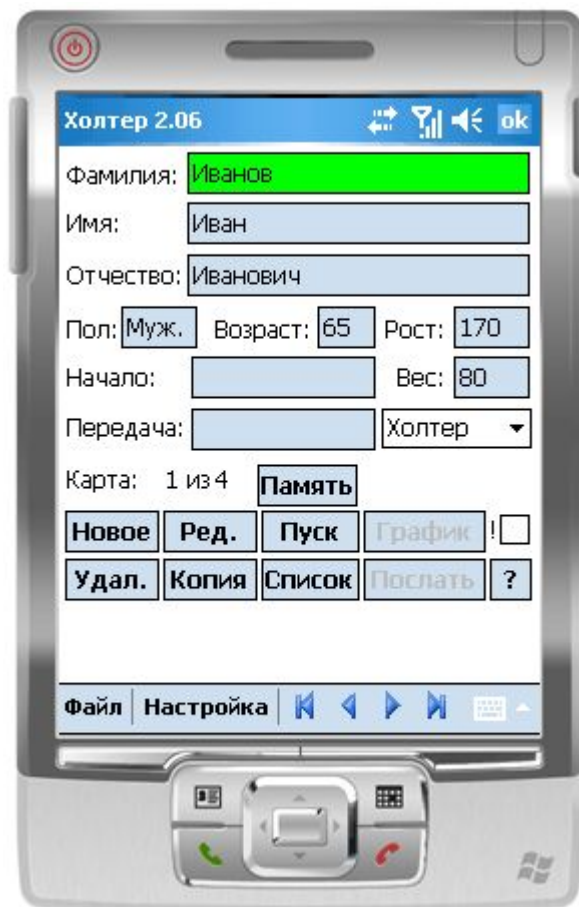 Холтер 2.06 ok
Фамилия: Иванов
Имя: Иван
Отчество: Иванович
Пол: Муж. Возраст: 65 Рост: 170
Начало: Вес: 80
Передача: Холтер
Карта: 1 из 4 Память
Новое Ред. Пуск График !
Удал. Копия Список Послать ?
Файл Настройка